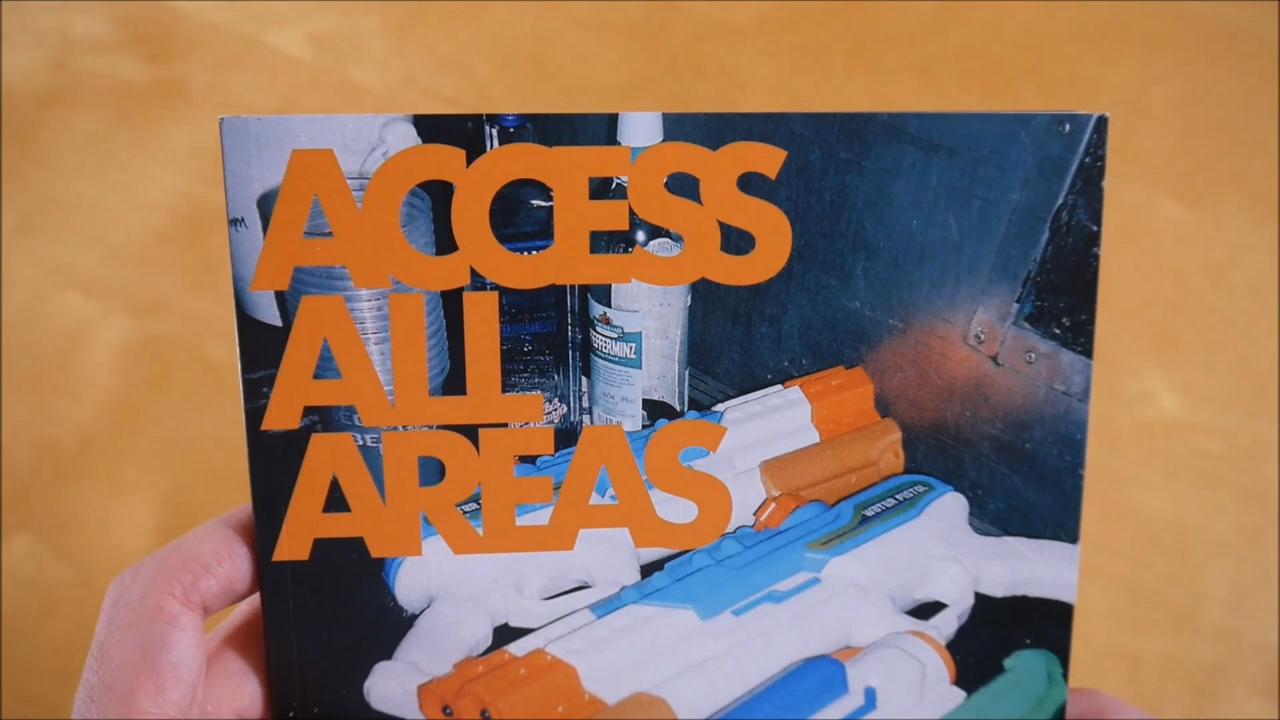 ACCESS
ALL
AREAS
PFEFFERMINZ
WATER PISTOL